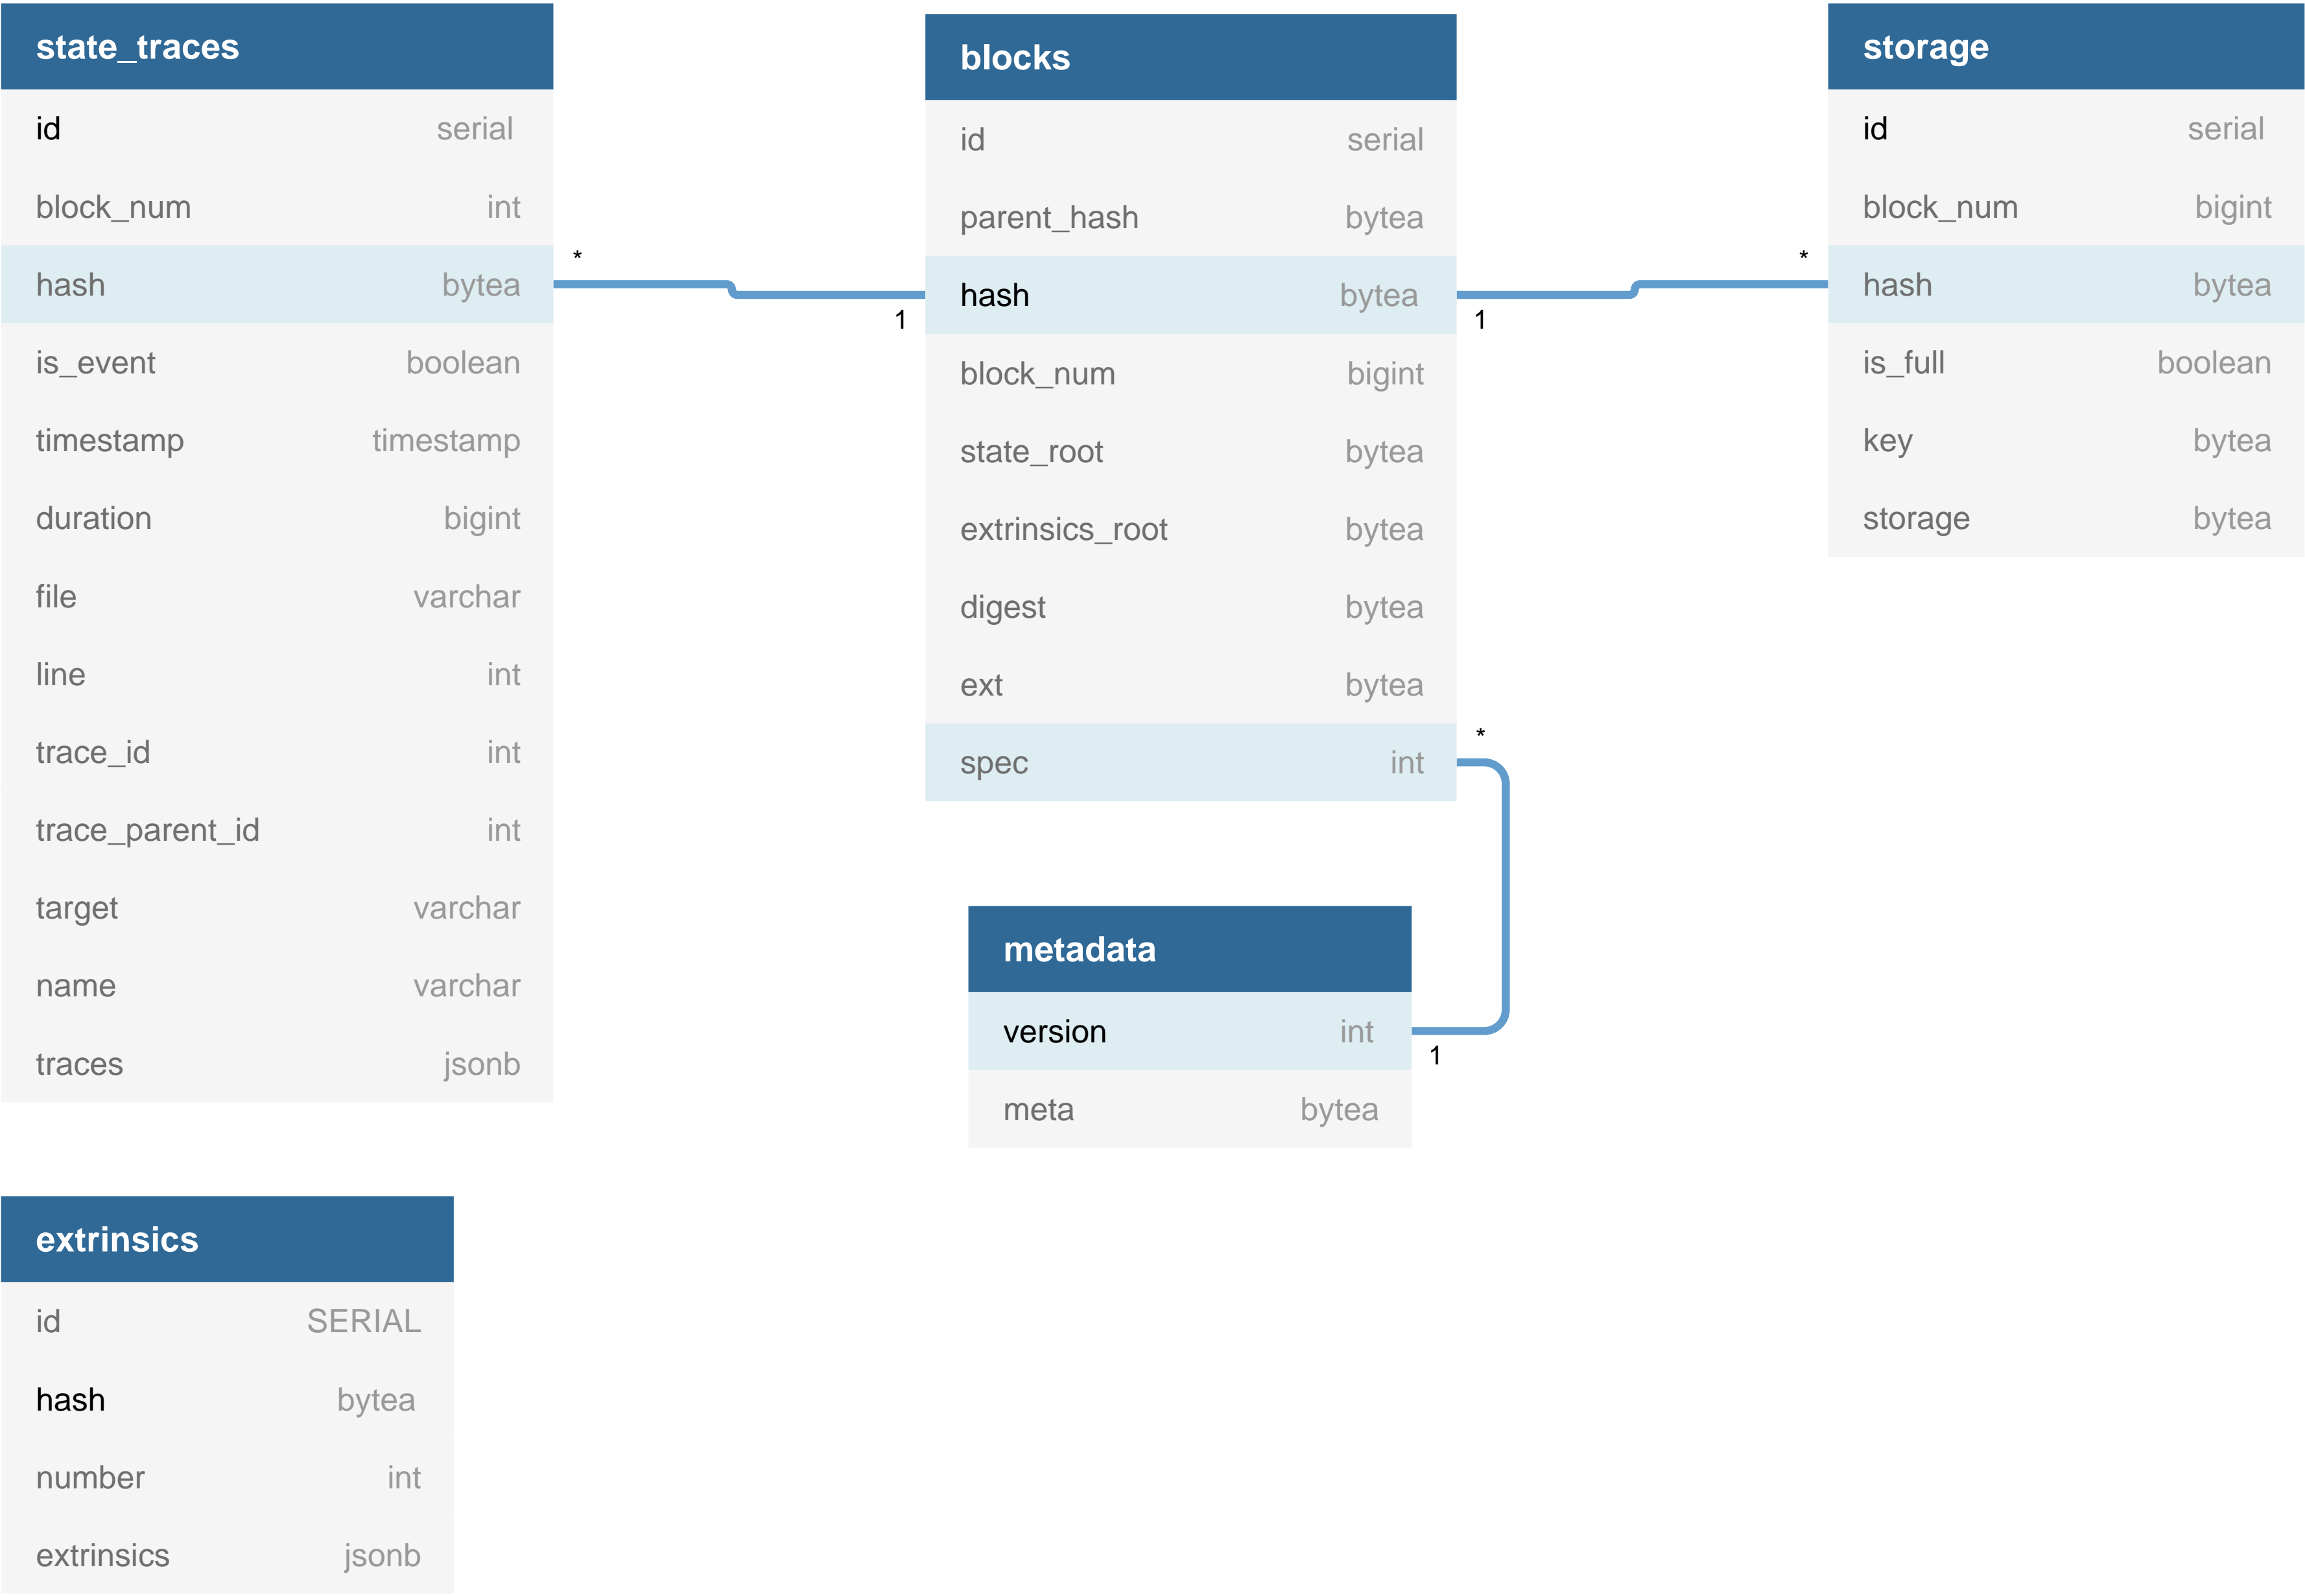 state_traces
id serial
block_num int
hash bytea
is_event boolean
timestamp timestamp
duration bigint
file varchar
line int
trace_id int
trace_parent_id int
target varchar
name varchar
traces jsonb
*
1
blocks
id serial
parent_hash bytea
hash bytea
block_num bigint
state_root bytea
extrinsics_root bytea
digest bytea
ext bytea
spec int
1
*
storage
id serial
block_num bigint
hash bytea
is_full boolean
key bytea
storage bytea
*
1
metadata
version int
meta bytea
extrinsics
id SERIAL
hash bytea
number int
extrinsics jsonb